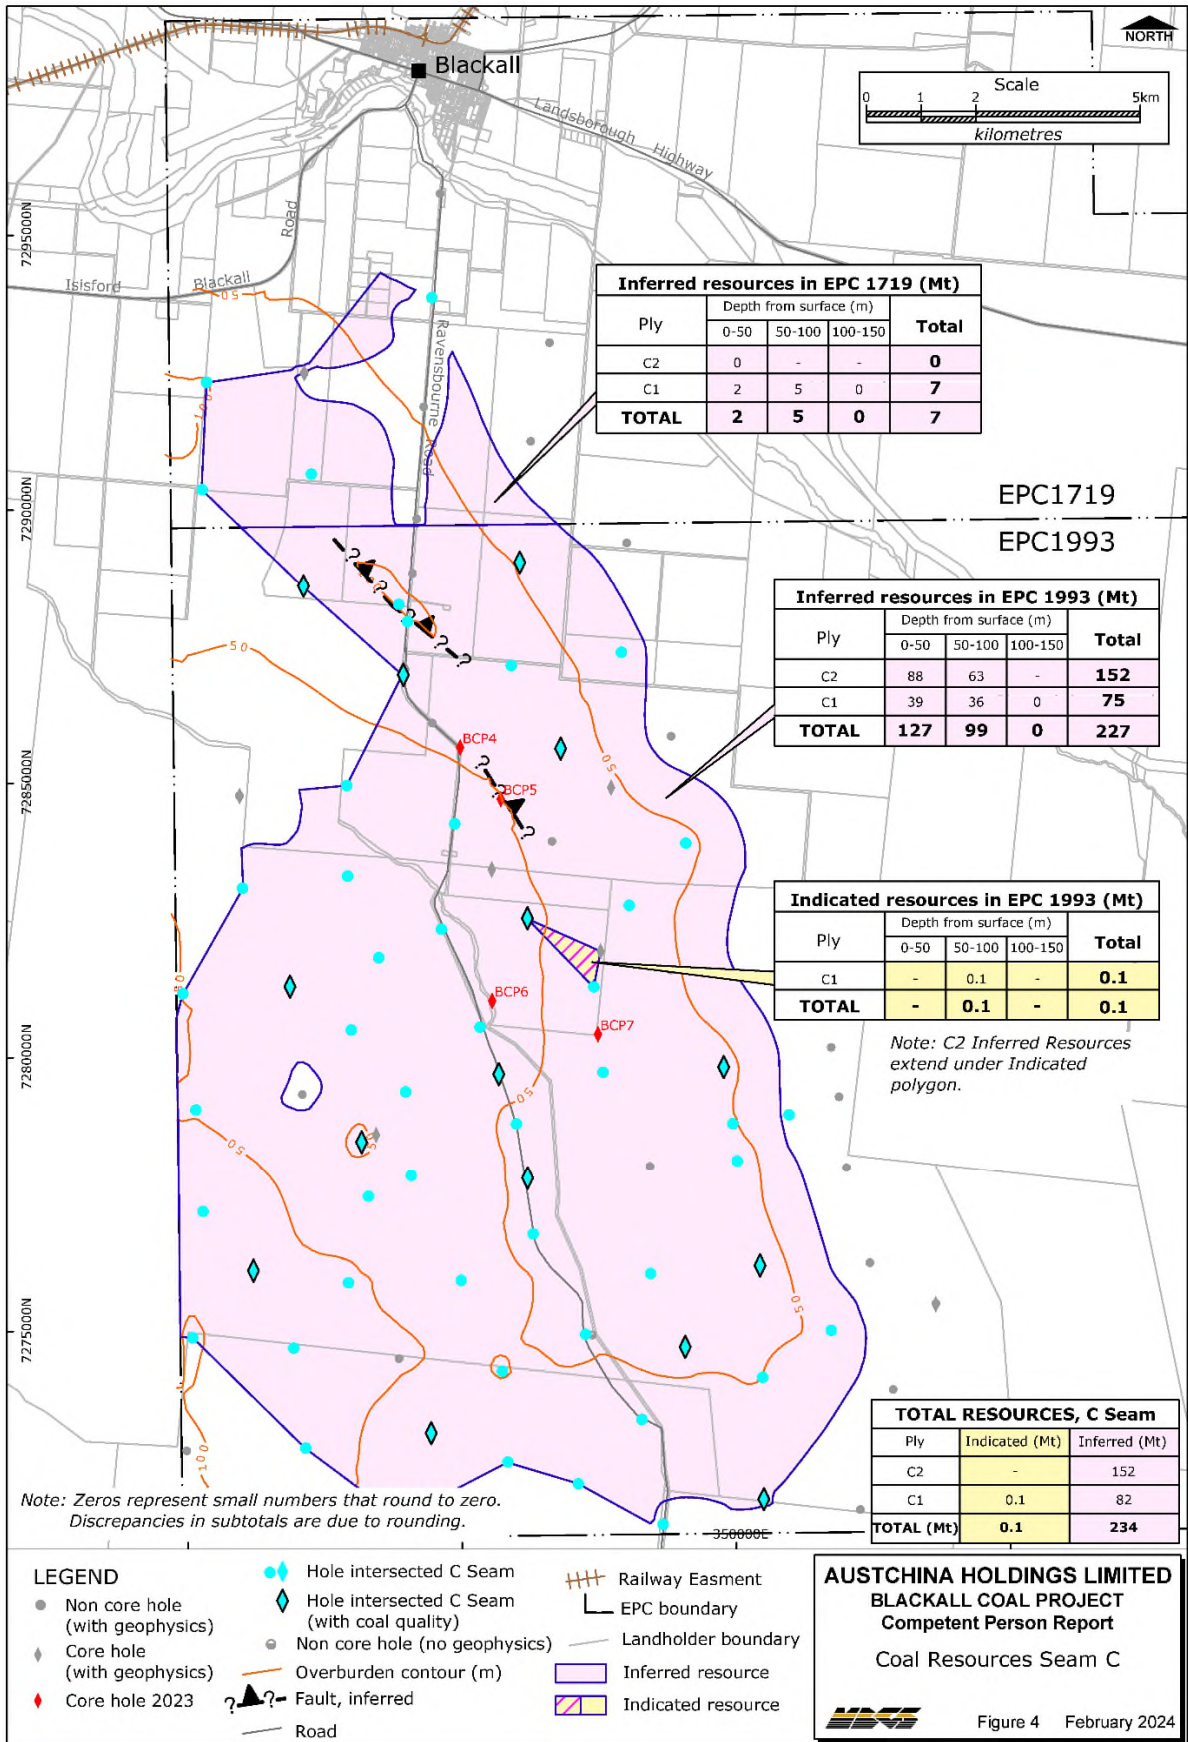 NORTH
Blackall
Scale
0 1 2 5km
kilometres
Landsborough Highway
7295000N
Road
Isisford Blackall
50
Ravensbourne Road
100
Inferred resources in EPC 1719 (Mt)
Ply Depth from surface (m) Total
0-50 50-100 100-150
C2 0 - - 0
C1 2 5 0 7
TOTAL 2 5 0 7
7290000N
EPC1719
EPC1993
? ? ? ? ?
50
Inferred resources in EPC 1993 (Mt)
Ply Depth from surface (m) Total
0-50 50-100 100-150
C2 88 63 - 152
C1 39 36 0 75
TOTAL 127 99 0 227
BCP4
? ? ?
BCP5
7285000N
50
Indicated resources in EPC 1993 (Mt)
Ply Depth from surface (m) Total
0-50 50-100 100-150
C1 - 0.1 - 0.1
TOTAL - 0.1 - 0.1
50
BCP6
BCP7
Note: C2 Inferred Resources
extend under Indicated
polygon.
7280000N
50
50
50
50
7275000N
100
TOTAL RESOURCES, C Seam
Ply Indicated (Mt) Inferred (Mt)
C2 - 152
C1 0.1 82
TOTAL (Mt) 0.1 234
Note: Zeros represent small numbers that round to zero.
Discrepancies in subtotals are due to rounding.
350000E
LEGEND
Non core hole
(with geophysics)
Core hole
(with geophysics)
Core hole 2023
Hole intersected C Seam
Hole intersected C Seam
(with coal quality)
Non core hole (no geophysics)
Overburden contour (m)
? ? Fault, inferred
Road
Railway Easment
EPC boundary
Landholder boundary
Inferred resource
Indicated resource
AUSTCHINA HOLDINGS LIMITED
BLACKALL COAL PROJECT
Competent Person Report
Coal Resources Seam C
Figure 4 February 2024